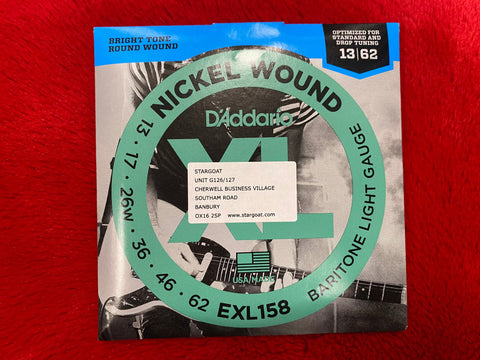 BRIGHT TONE
ROUND WOUND
OPTIMIZED FOR
STANDARD AND
DROP TUNING
13|62
NICKEL WOUND
D'Addario
XL
STARGOAT
UNIT G126/127
CHERWELL BUSINESS VILLAGE
SOUTHAM ROAD
BANBURY
OX16 2SP www.stargoat.com
USA MADE
13 • 17 • 26W • 36 • 46 • 62
EXL158
BARITONE LIGHT GAUGE